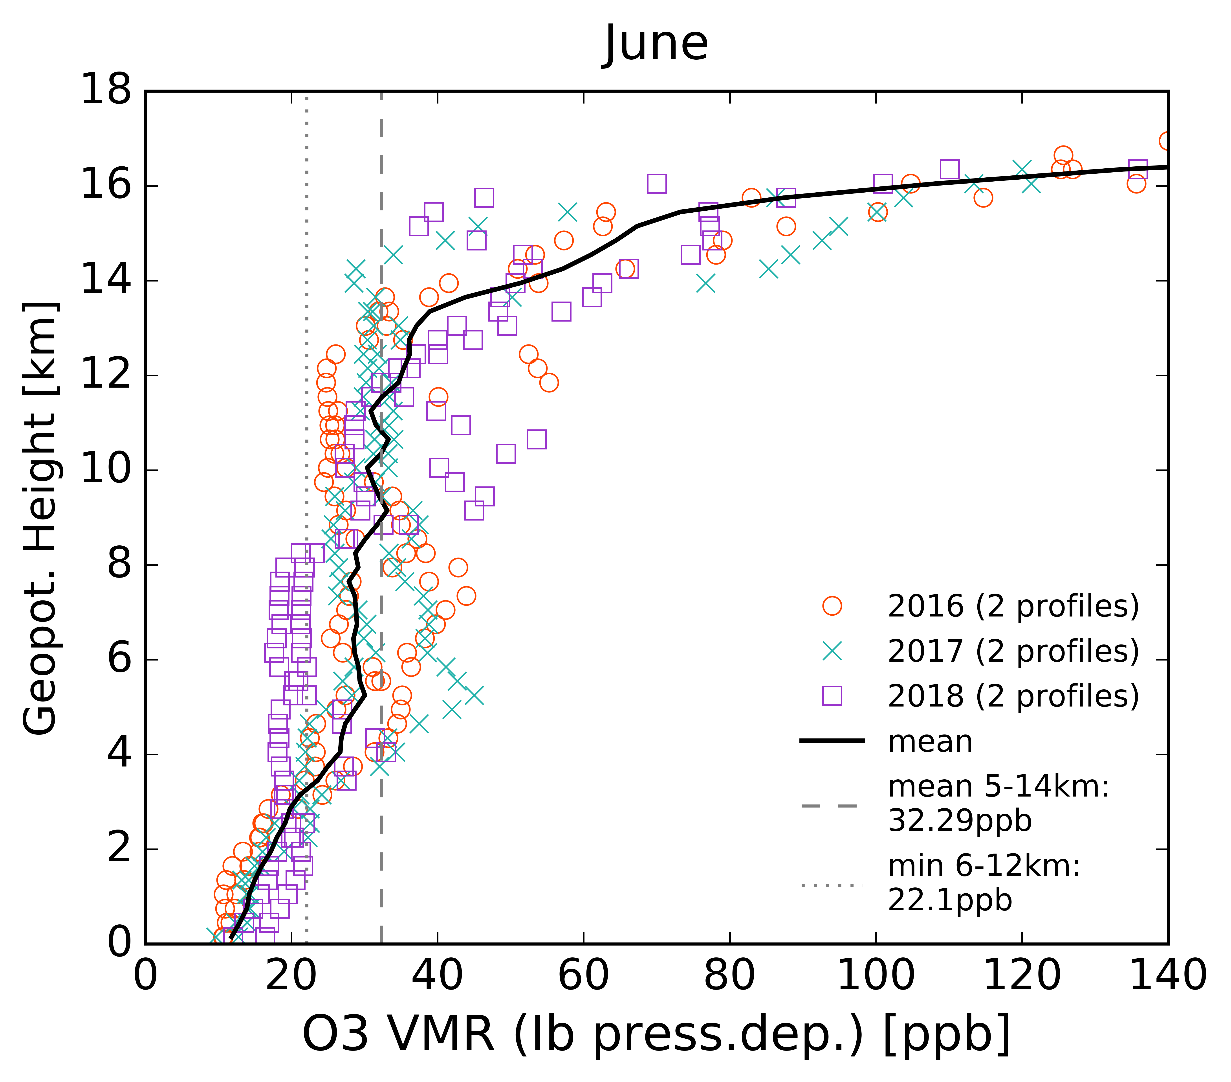 June
18
16
14
12
10
8
6
4
2
0
Geopot. Height [km]
2016 (2 profiles)
2017 (2 profiles)
2018 (2 profiles)
mean
mean 5-14km:
32.29ppb
min 6-12km:
22.1ppb
0 20 40 60 80 100 120 140
O3 VMR (Ib press.dep.) [ppb]